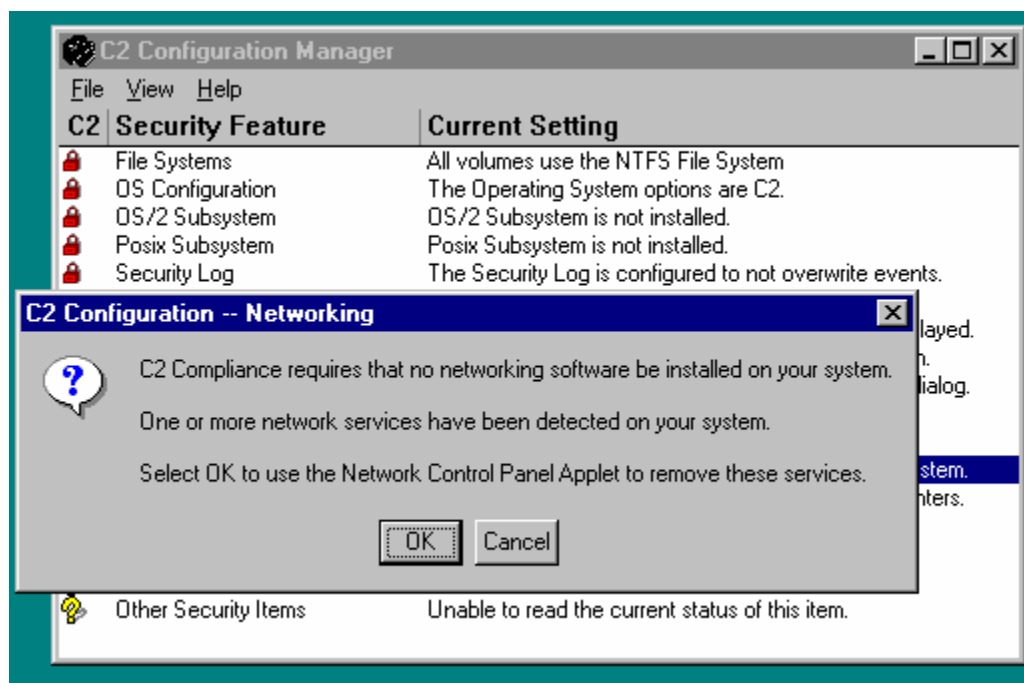 C2 Configuration Manager
File View Help
C2 Security Feature Current Setting
File Systems All volumes use the NTFS File System
OS Configuration The Operating System options are C2.
OS/2 Subsystem OS/2 Subsystem is not installed.
Posix Subsystem Posix Subsystem is not installed.
Security Log The Security Log is configured to not overwrite events.
C2 Configuration -- Networking
C2 Compliance requires that no networking software be installed on your system.
One or more network services have been detected on your system.
Select OK to use the Network Control Panel Applet to remove these services.
OK Cancel
Other Security Items Unable to read the current status of this item.